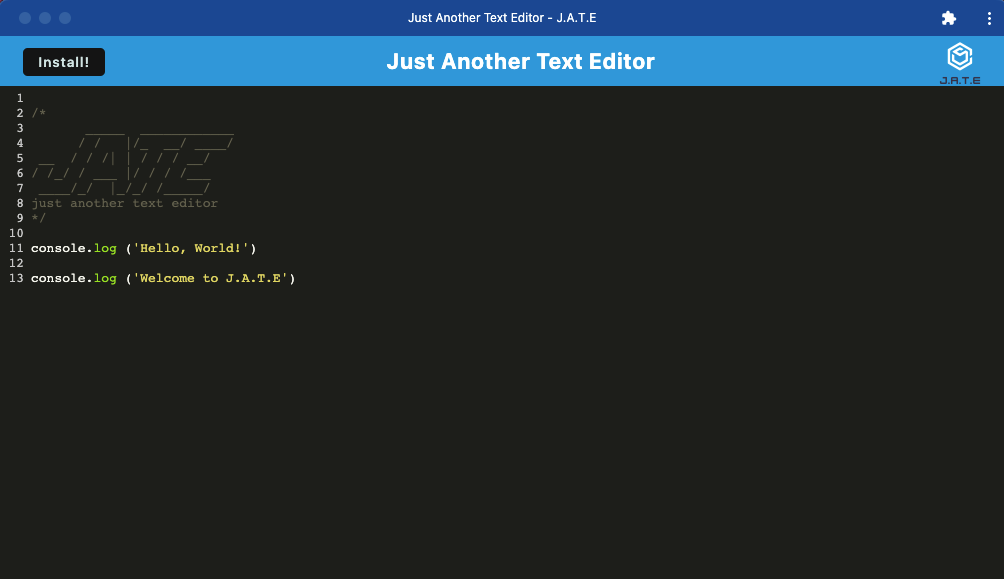 Just Another Text Editor - J.A.T.E
Install!
Just Another Text Editor
J.A.T.E
1
2 /*
3        _____  ____________
4       / /   |/_  __/ ____/
5  __  / / /| | / / / __/
6 / /_/ / ___ |/ / / /___
7  ____/_/  |_/_/ /_____/
8 just another text editor
9 */
10
11 console.log ('Hello, World!')
12
13 console.log ('Welcome to J.A.T.E')